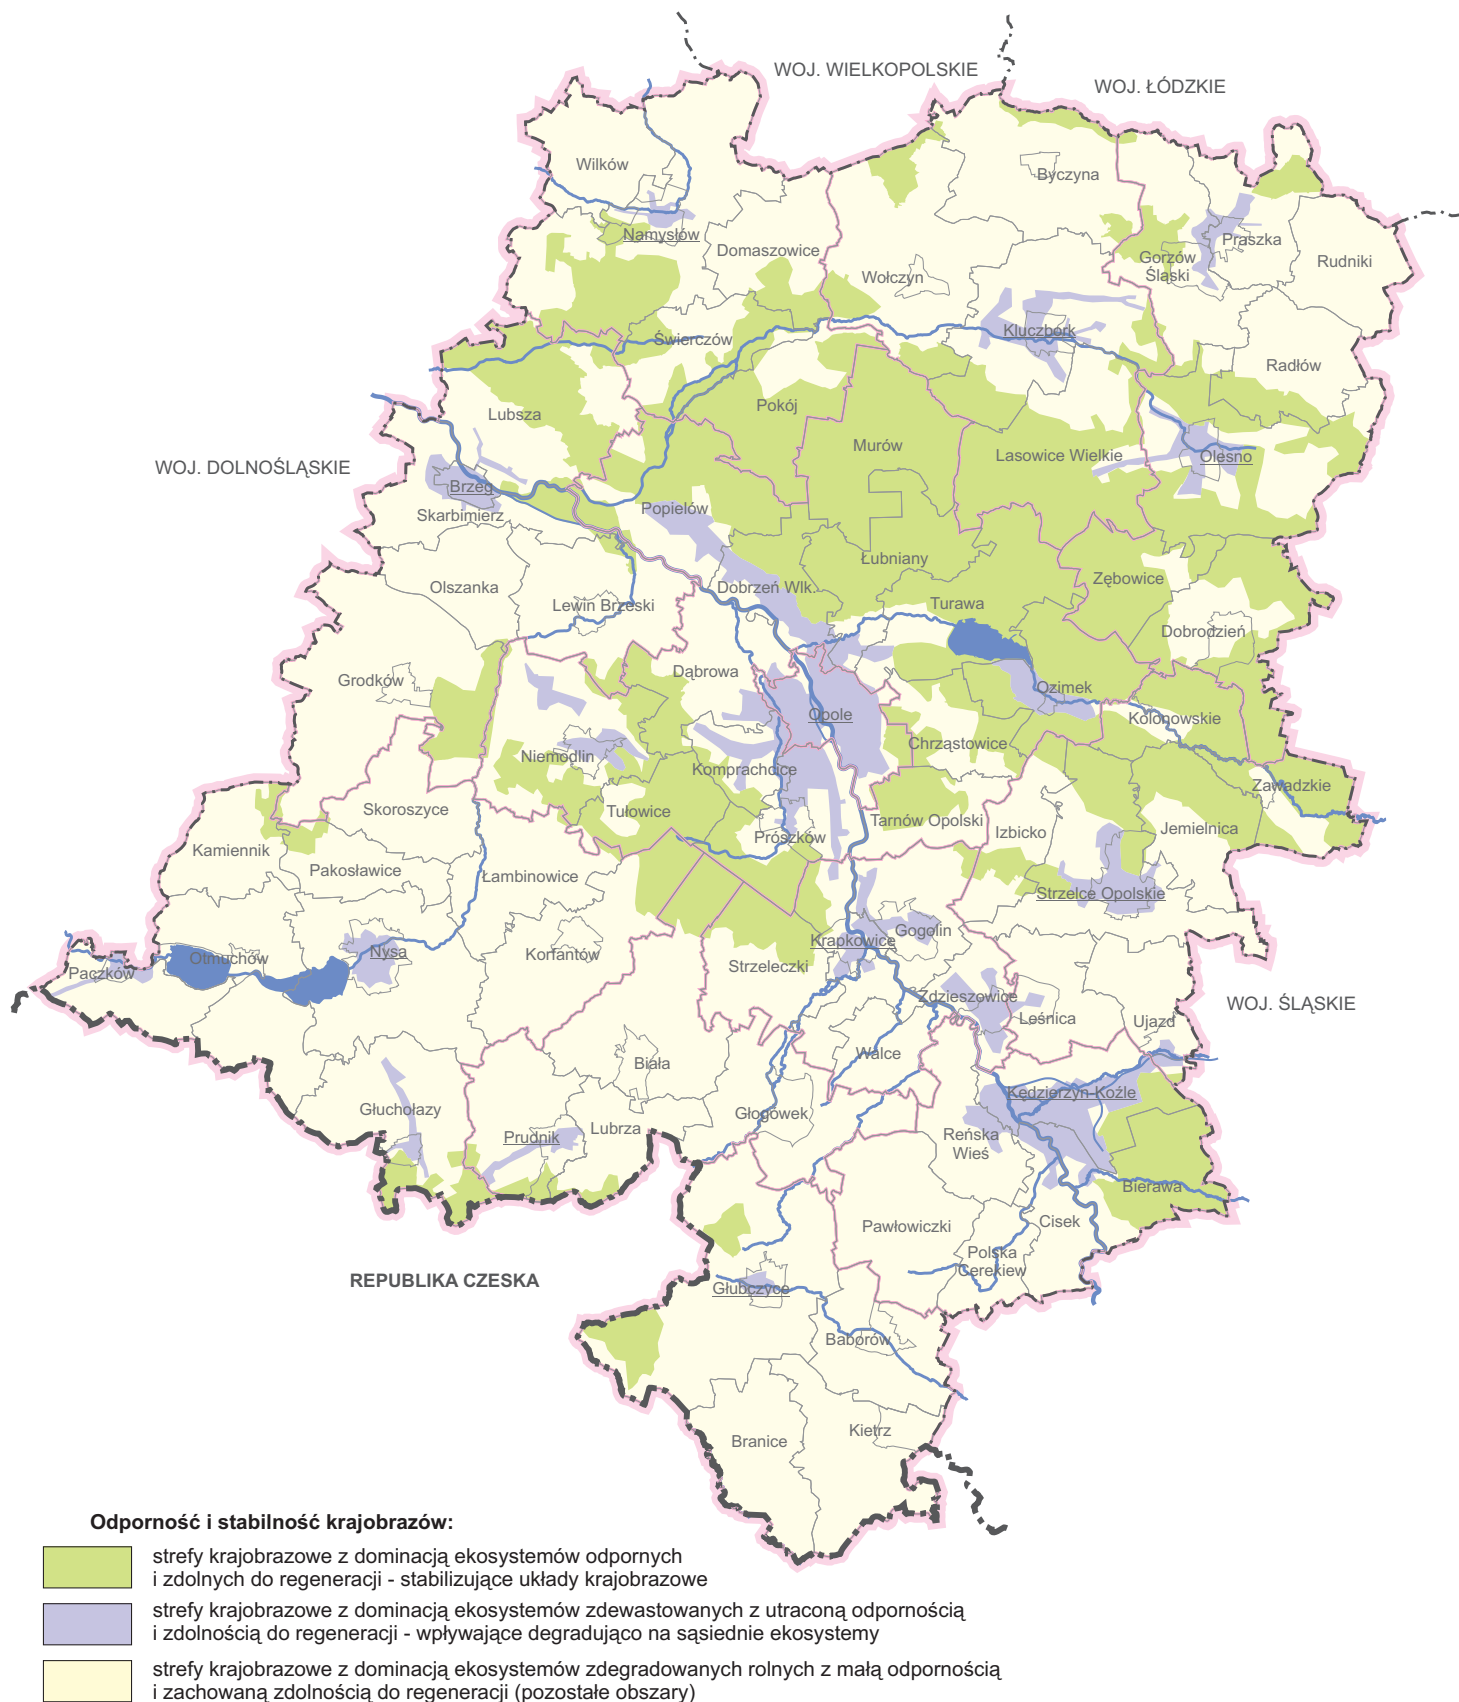 WOJ. WIELKOPOLSKIE
WOJ. ŁÓDZKIE
Wilków
Byczyna
Namysłów
Domaszowice
Praszka
Gorzów
Śląski
Rudniki
Wołczyn
Kluczbork
Świerczów
Radłów
Lubsza
Pokój
Murów
Lasowice Wielkie
Olesno
WOJ. DOLNOŚLĄSKIE
Brzeg
Skarbimierz
Popielów
Łubniany
Zębowice
Olszanka
Dobrzeń Wlk.
Lewin Brzeski
Turawa
Dobrodzień
Grodków
Dąbrowa
Ozimek
Opole
Kolonowskie
Niemodlin
Chrząstowice
Komprachcice
Zawadzkie
Skoroszyce
Tułowice
Tarnów Opolski
Izbicko
Jemielnica
Prószków
Kamiennik
Pakosławice
Łambinowice
Strzelce Opolskie
Gogolin
Krapkowice
Nysa
Korfantów
Otmuchów
Strzeleczki
Paczków
Zdzieszowice
WOJ. ŚLĄSKIE
Leśnica
Ujazd
Walce
Biała
Kędzierzyn-Koźle
Głuchołazy
Głogówek
Lubrza
Prudnik
Reńska
Wieś
Bierawa
Pawłowiczki
Cisek
Polska
Cerekiew
REPUBLIKA CZESKA
Głubczyce
Baborów
Branice
Kietrz
Odporność i stabilność krajobrazów:
strefy krajobrazowe z dominacją ekosystemów odpornych
i zdolnych do regeneracji - stabilizujące układy krajobrazowe
strefy krajobrazowe z dominacją ekosystemów zdewastowanych z utraconą odpornością
i zdolnością do regeneracji - wpływające degradująco na sąsiednie ekosystemy
strefy krajobrazowe z dominacją ekosystemów zdegradowanych rolnych z małą odpornością
i zachowaną zdolnością do regeneracji (pozostałe obszary)